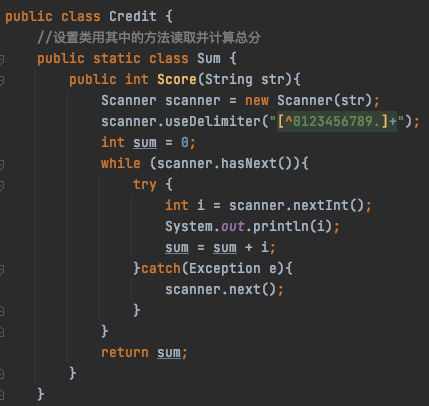 public class Credit {
    //设置类用其中的方法读取并计算总分
    public static class Sum {
        public int Score(String str){
            Scanner scanner = new Scanner(str);
            scanner.useDelimiter("[^0123456789.]+");
            int sum = 0;
            while (scanner.hasNext()){
                try {
                    int i = scanner.nextInt();
                    System.out.println(i);
                    sum = sum + i;
                }catch(Exception e){
                    scanner.next();
                }
            }
            return sum;
        }
    }